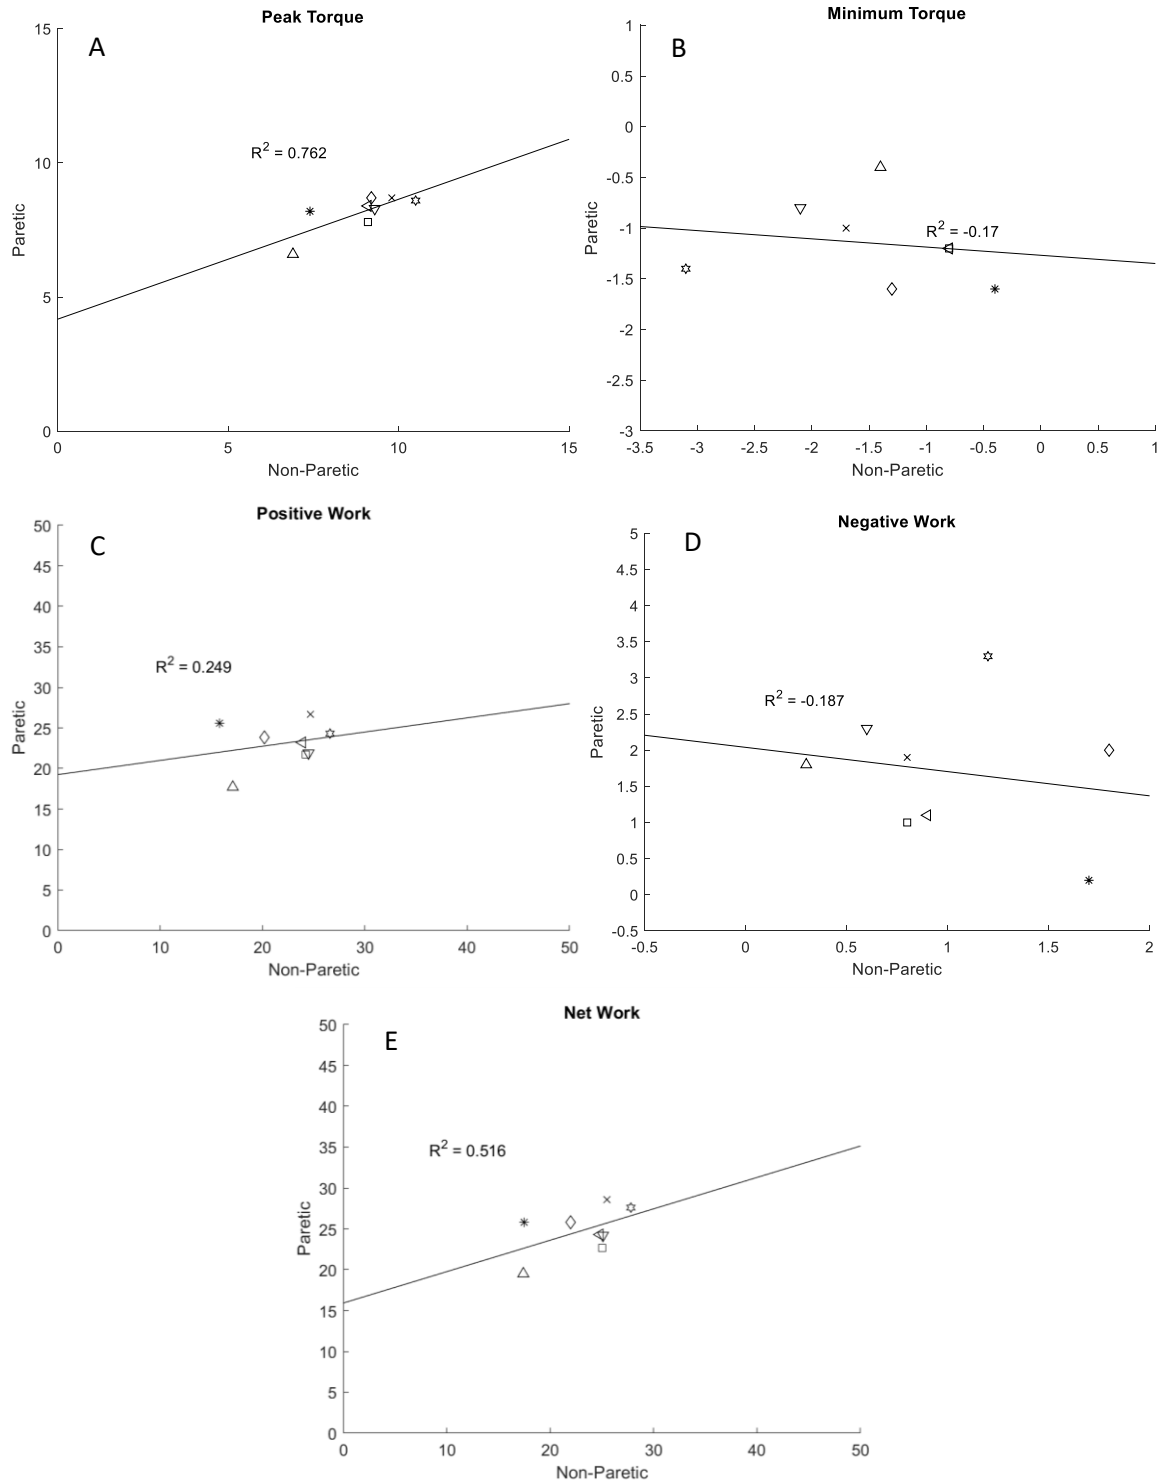 Peak Torque
A
15
10
5
0
R² = 0.762
Paretic
0 5 10 15
Non-Paretic
Minimum Torque
B
1
0.5
0
-0.5
-1
-1.5
-2
-2.5
-3
R² = -0.17
Paretic
-3.5 -3 -2.5 -2 -1.5 -1 -0.5 0 0.5 1
Non-Paretic
Positive Work
C
50
45
40
35
30
25
20
15
10
5
0
R² = 0.249
Paretic
0 10 20 30 40 50
Non-Paretic
Negative Work
D
5
4.5
4
3.5
3
2.5
2
1.5
1
0.5
0
-0.5
R² = -0.187
Paretic
-0.5 0 0.5 1 1.5 2
Non-Paretic
Net Work
E
50
45
40
35
30
25
20
15
10
5
0
R² = 0.516
Paretic
0 10 20 30 40 50
Non-Paretic